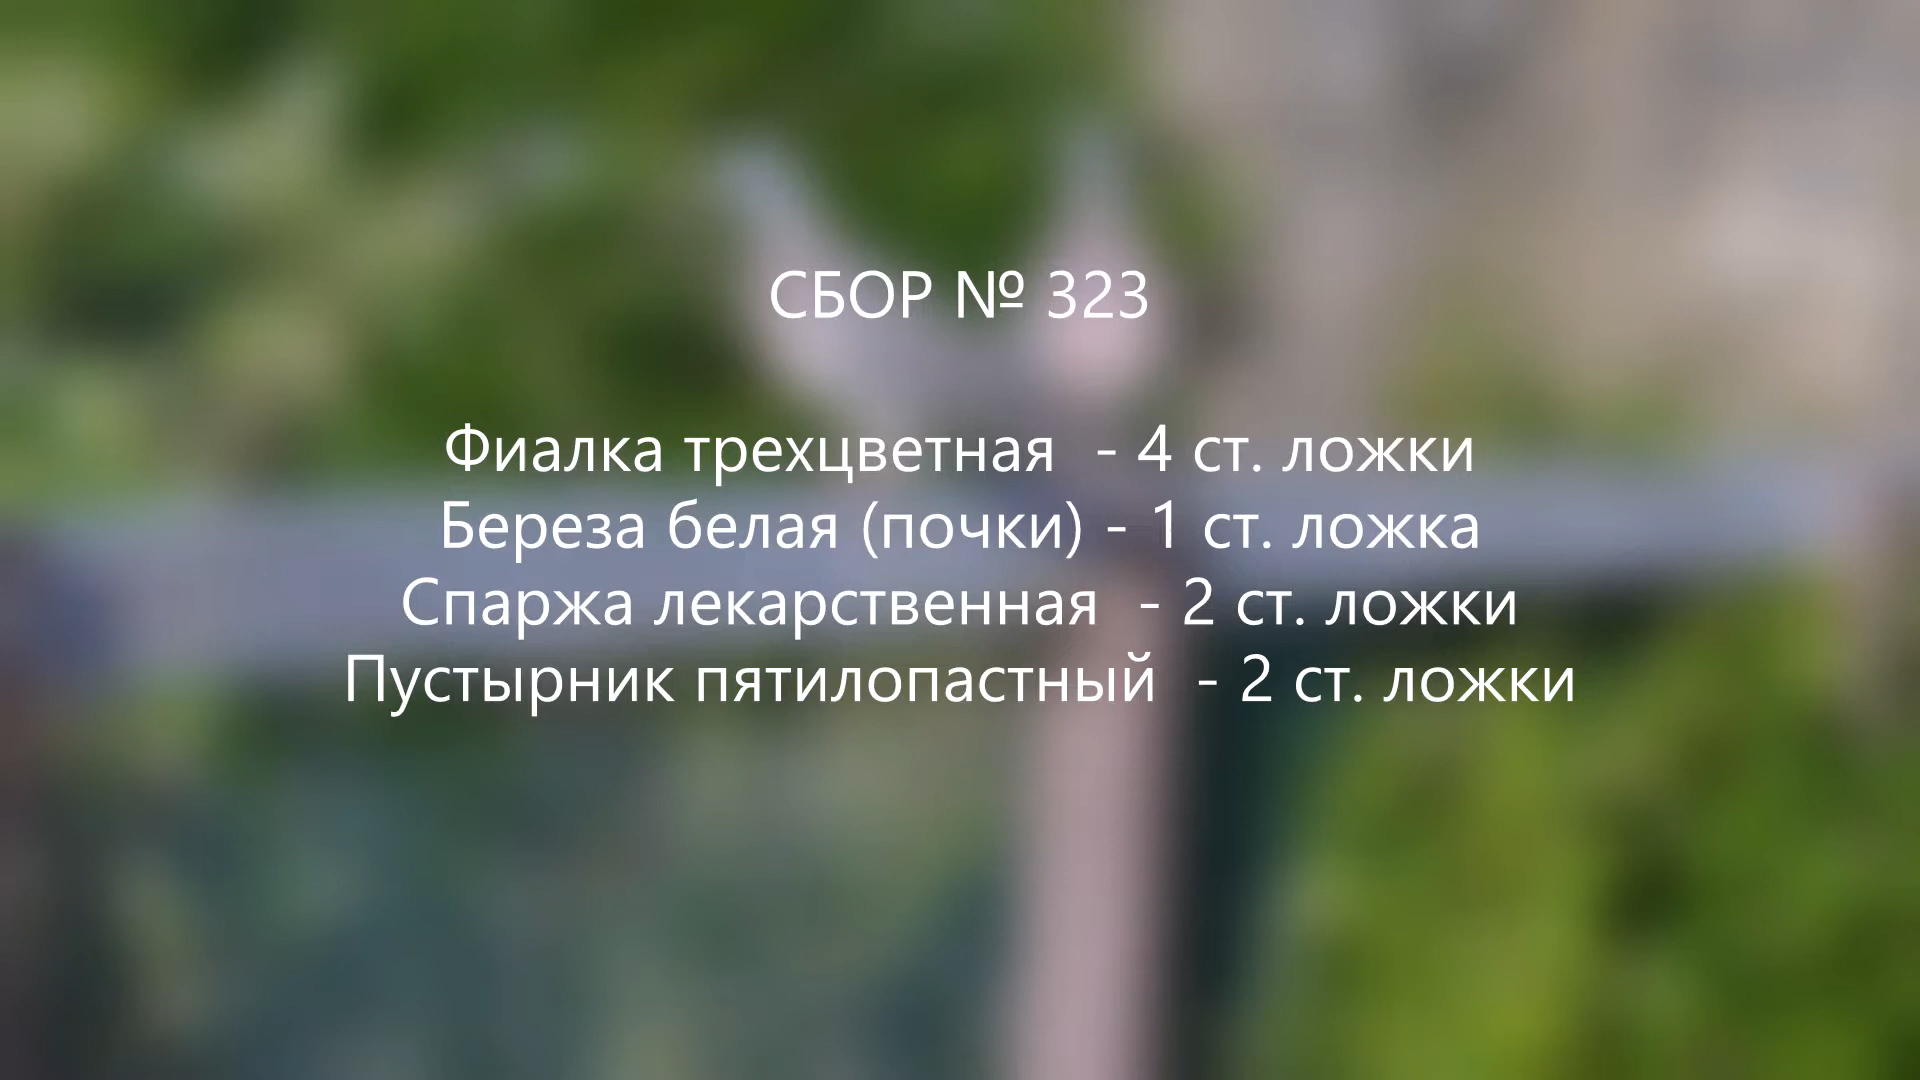 СБОР № 323
Фиалка трехцветная - 4 ст. ложки
Береза белая (почки) - 1 ст. ложка
Спаржа лекарственная - 2 ст. ложки
Пустырник пятилопастный - 2 ст. ложки